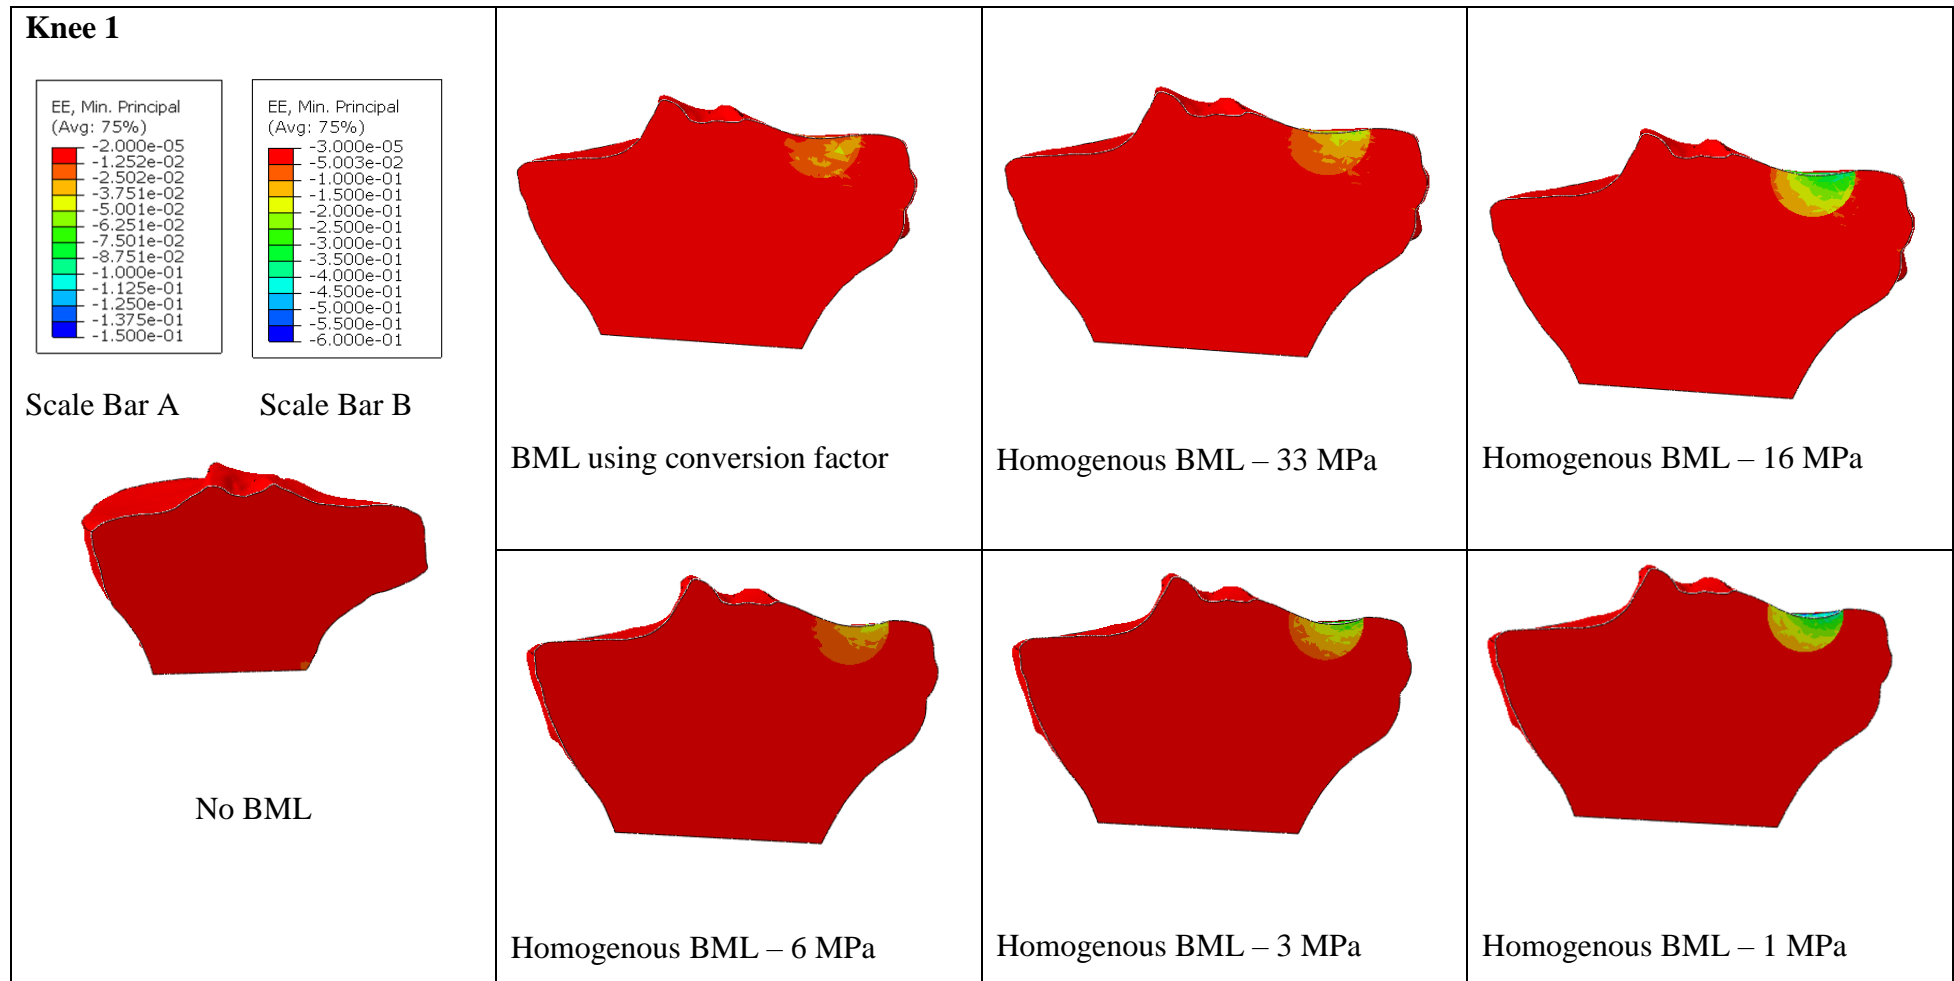 Knee 1
EE, Min. Principal
(Avg: 75%)
-2.000e-05
-1.252e-02
-2.502e-02
-3.751e-02
-5.001e-02
-6.251e-02
-7.501e-02
-8.751e-02
-1.000e-01
-1.125e-01
-1.250e-01
-1.375e-01
-1.500e-01
EE, Min. Principal
(Avg: 75%)
-3.000e-05
-5.003e-02
-1.000e-01
-1.500e-01
-2.000e-01
-2.500e-01
-3.000e-01
-3.500e-01
-4.000e-01
-4.500e-01
-5.000e-01
-5.500e-01
-6.000e-01
Scale Bar A
Scale Bar B
No BML
BML using conversion factor
Homogenous BML – 33 MPa
Homogenous BML – 16 MPa
Homogenous BML – 6 MPa
Homogenous BML – 3 MPa
Homogenous BML – 1 MPa